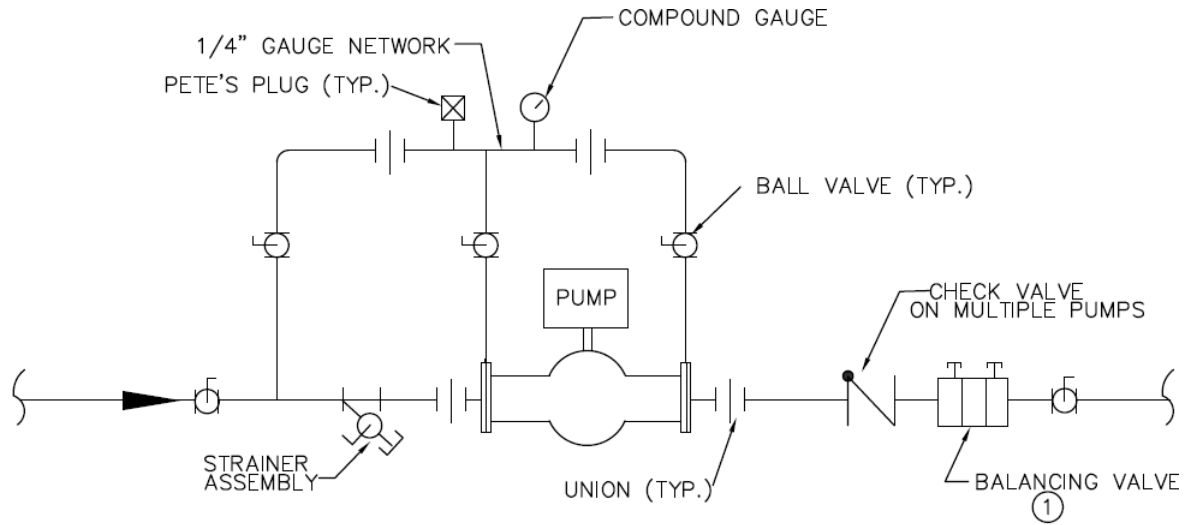 COMPOUND GAUGE
1/4" GAUGE NETWORK
PETE'S PLUG (TYP.)
BALL VALVE (TYP.)
PUMP
CHECK VALVE
ON MULTIPLE PUMPS
STRAINER
ASSEMBLY
UNION (TYP.)
BALANCING VALVE
1